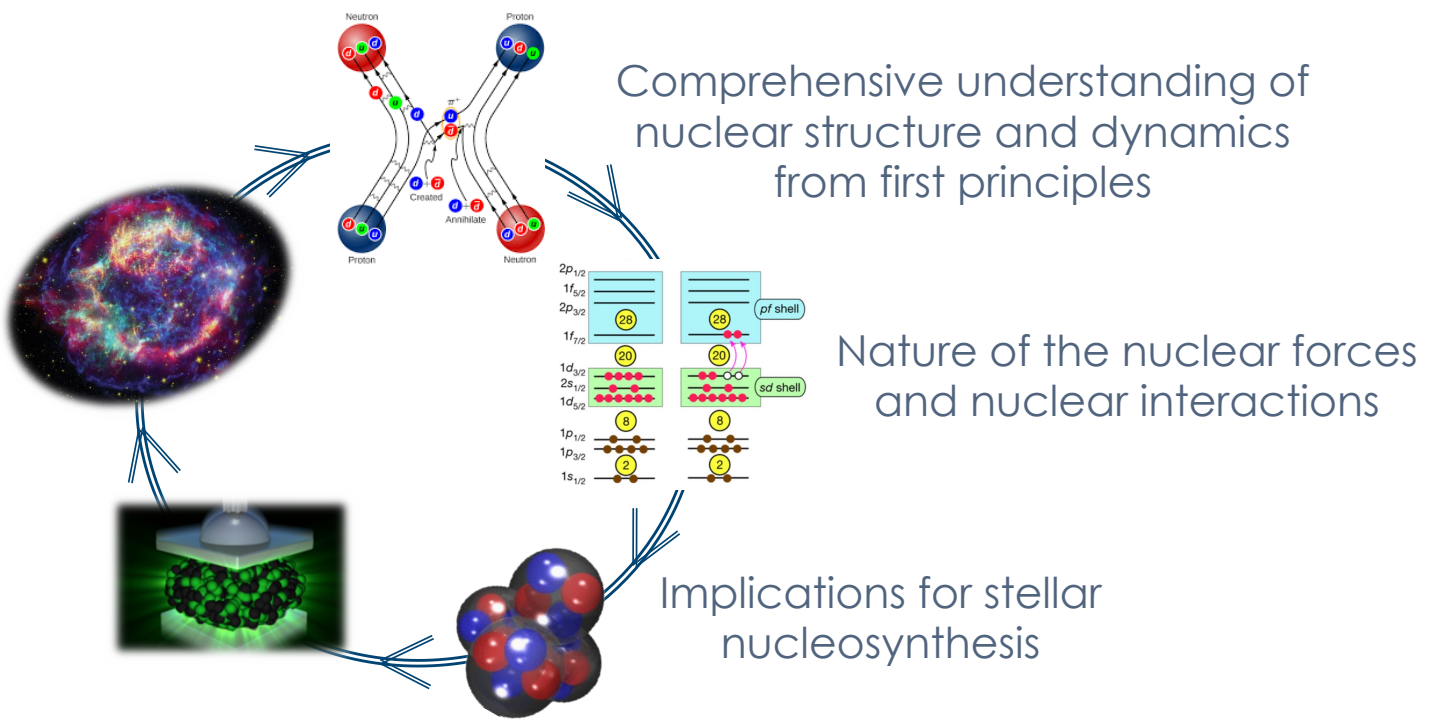 Neutron
Proton
d u d
u d u
d
u
d
π⁺
u
d̅
d + d̅
Created
d + d̅
Annihilate
d u u
d d u
Proton
Neutron
Comprehensive understanding of
nuclear structure and dynamics
from first principles
2p1/2
1f5/2
2p3/2
28 28
pf shell
1f7/2
20 20
1d3/2
2s1/2
sd shell
1d5/2
8 8
1p1/2
1p3/2
2 2
1s1/2
Nature of the nuclear forces
and nuclear interactions
Implications for stellar
nucleosynthesis